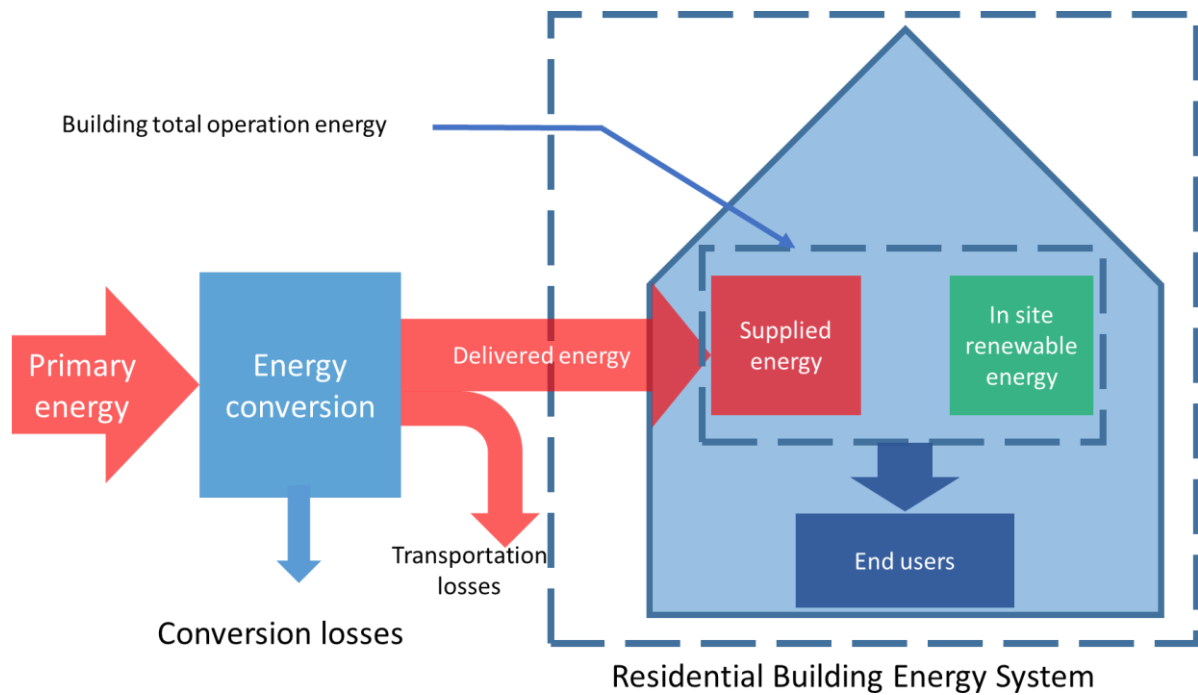 Building total operation energy
Primary
energy
Energy
conversion
Delivered energy
Supplied
energy
In site
renewable
energy
Transportation
losses
End users
Conversion losses
Residential Building Energy System